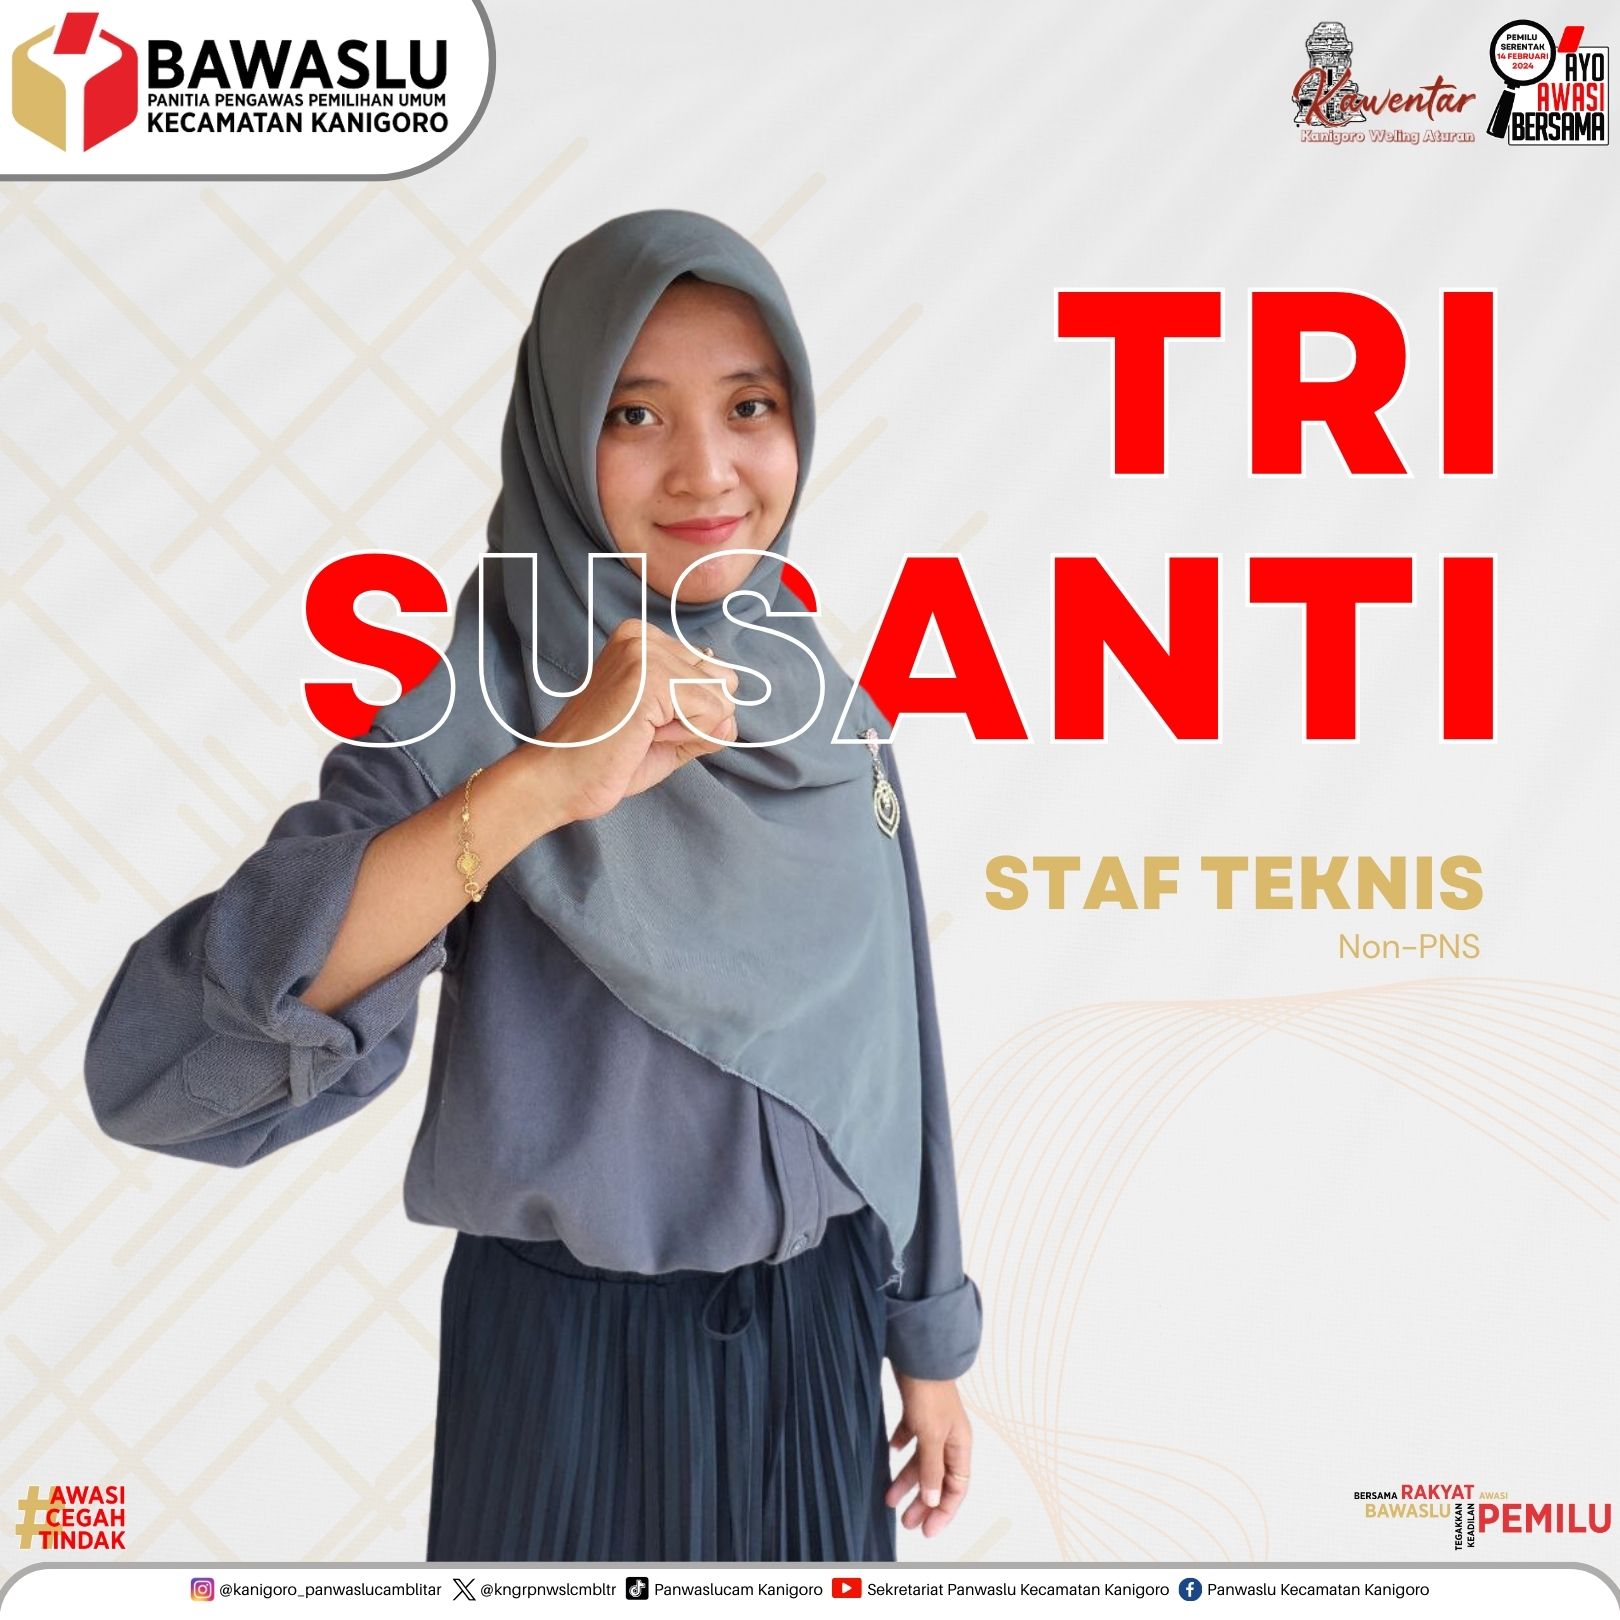 BAWASLU
PANITIA PENGAWAS PEMILIHAN UMUM
KECAMATAN KANIGORO
Kawentar
Kanigoro Weling Aturan
PEMILU
SERENTAK
14 FEBRUARI
2024
AYO
AWASI
BERSAMA
TRI
SUSANTI
STAF TEKNIS
Non-PNS
#AWASI
CEGAH
TINDAK
BERSAMA RAKYAT AWASI
BAWASLU TEGAKKAN KEADILAN PEMILU
@kanigoro_panwaslucamblitar @kngrpnwslcmbltr Panwaslucam Kanigoro Sekretariat Panwaslu Kecamatan Kanigoro Panwaslu Kecamatan Kanigoro